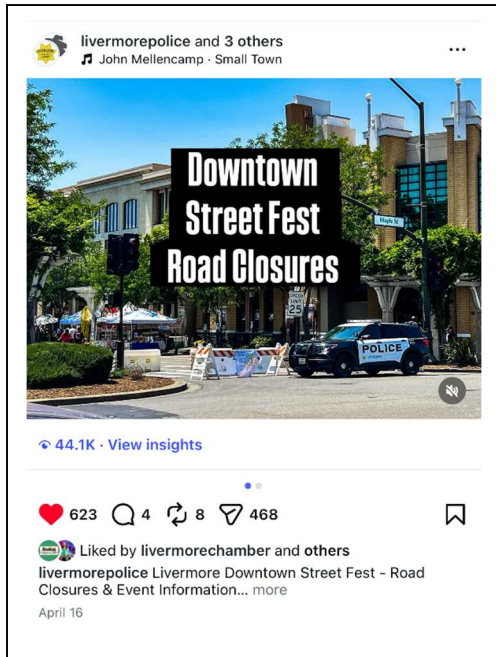 livermorepolice and 3 others
John Mellencamp · Small Town
Downtown
Street Fest
Road Closures
Maple St
SPEED
LIMIT
25
POLICE
44.1K · View insights
623 4 8 468
Liked by livermorechamber and others
livermorepolice Livermore Downtown Street Fest - Road
Closures & Event Information... more
April 16